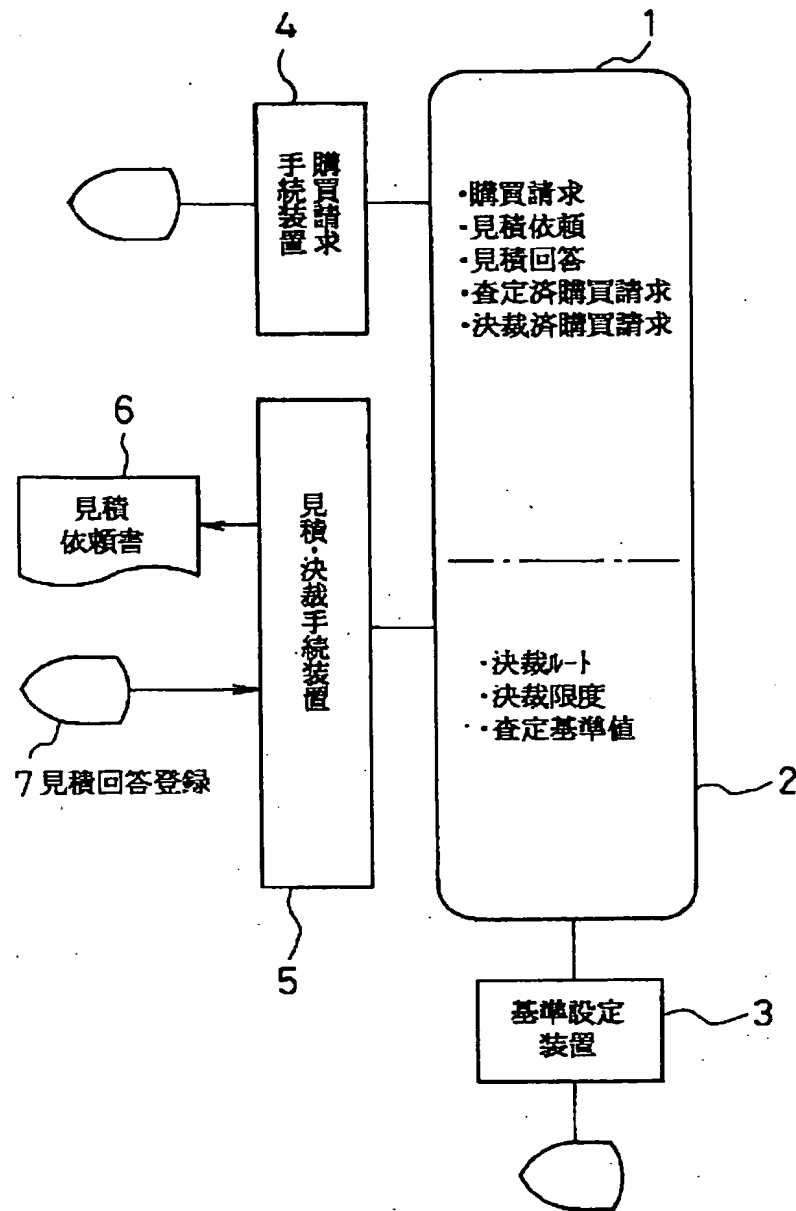 4
1
購買請求
手続装置
・購買請求
・見積依頼
・見積回答
・査定済購買請求
・決裁済購買請求
6
見積
依頼書
見積・決裁手続装置
・決裁ルート
・決裁限度
・査定基準値
7見積回答登録
2
5
基準設定
装置
3